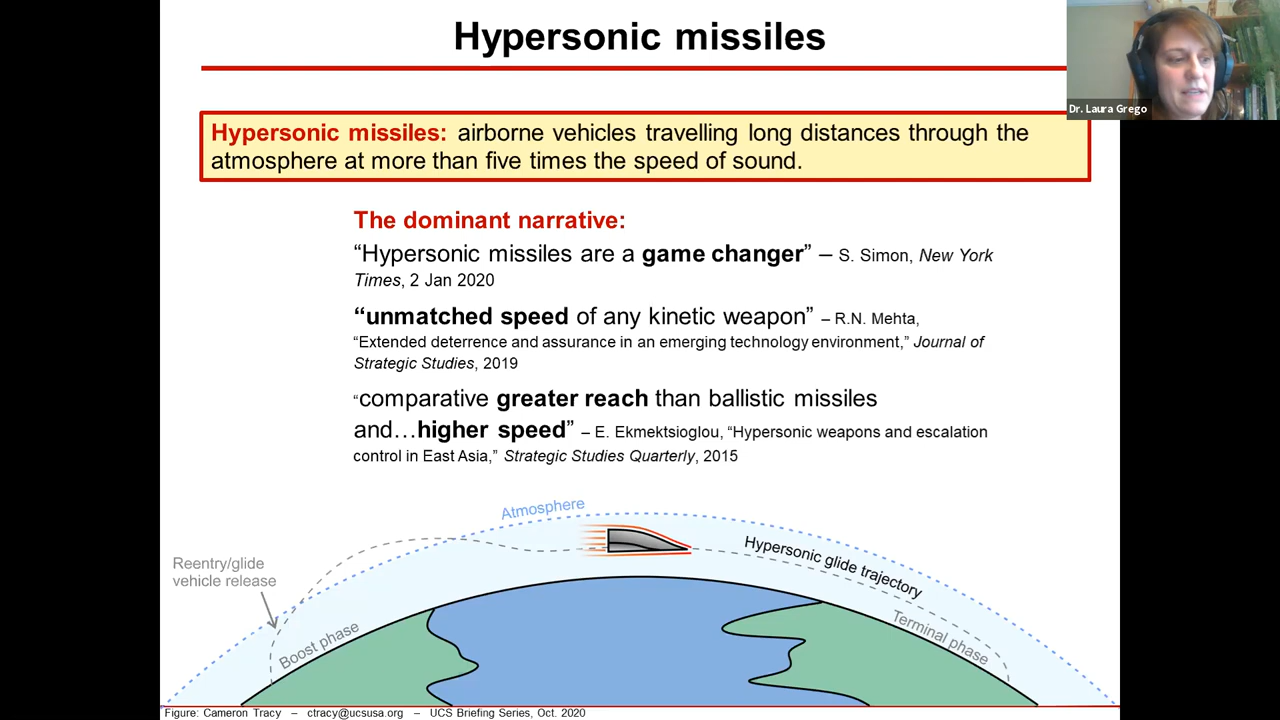 Hypersonic missiles
Dr. Laura Grego
Hypersonic missiles: airborne vehicles travelling long distances through the
atmosphere at more than five times the speed of sound.
The dominant narrative:
“Hypersonic missiles are a game changer” – S. Simon, New York
Times, 2 Jan 2020
“unmatched speed of any kinetic weapon” – R.N. Mehta,
“Extended deterrence and assurance in an emerging technology environment,” Journal of
Strategic Studies, 2019
“comparative greater reach than ballistic missiles
and…higher speed” – E. Ekmektsioglou, “Hypersonic weapons and escalation
control in East Asia,” Strategic Studies Quarterly, 2015
Atmosphere
Hypersonic glide trajectory
Reentry/glide
vehicle release
Boost phase
Terminal phase
Figure: Cameron Tracy – ctracy@ucsusa.org – UCS Briefing Series, Oct. 2020